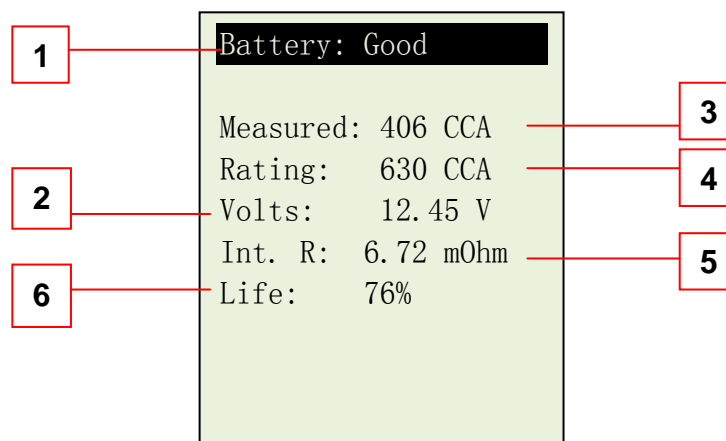 1
Battery: Good
Measured: 406 CCA
3
Rating: 630 CCA
4
2
Volts: 12.45 V
Int. R: 6.72 mOhm
5
6
Life: 76%